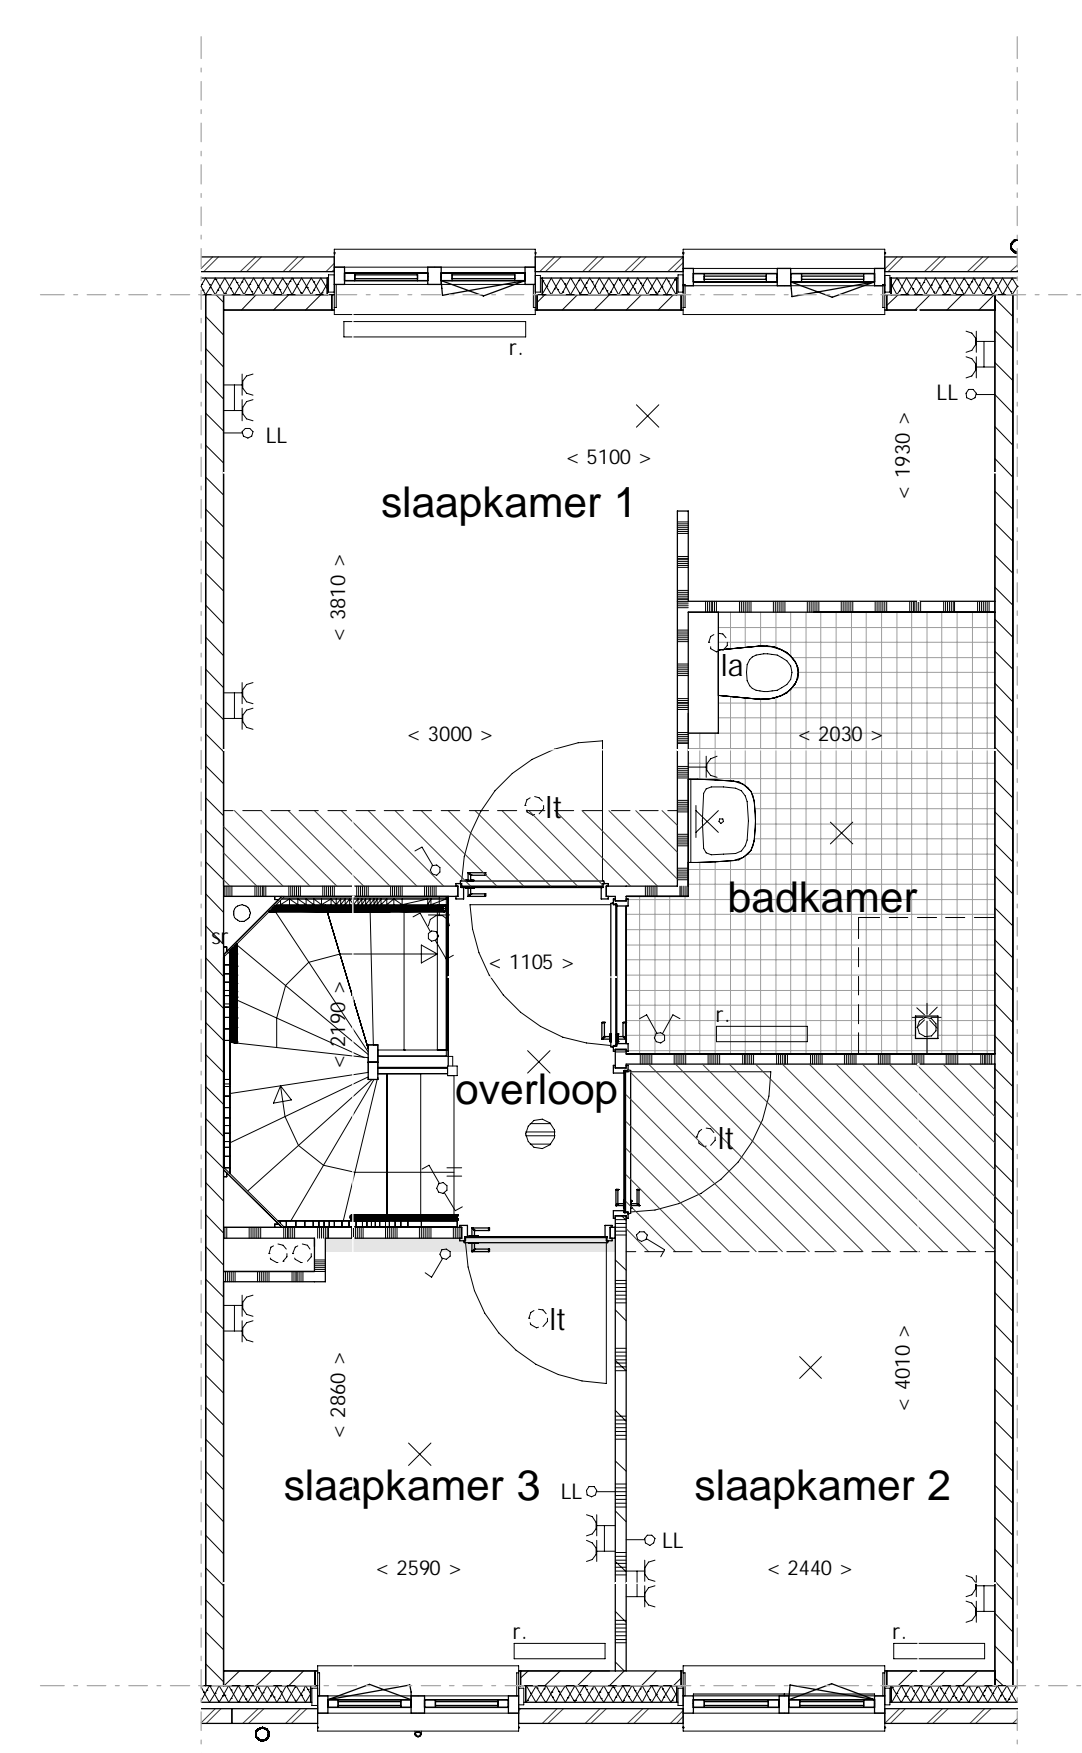 r.
LL
LL
< 5100 >
< 1930 >
slaapkamer 1
< 3810 >
la
< 3000 >
< 2030 >
lt
badkamer
sr
< 1105 >
< 2190 >
r.
overloop
lt
lt
< 2860 >
< 4010 >
slaapkamer 3
LL
slaapkamer 2
LL
< 2590 >
< 2440 >
r.
r.